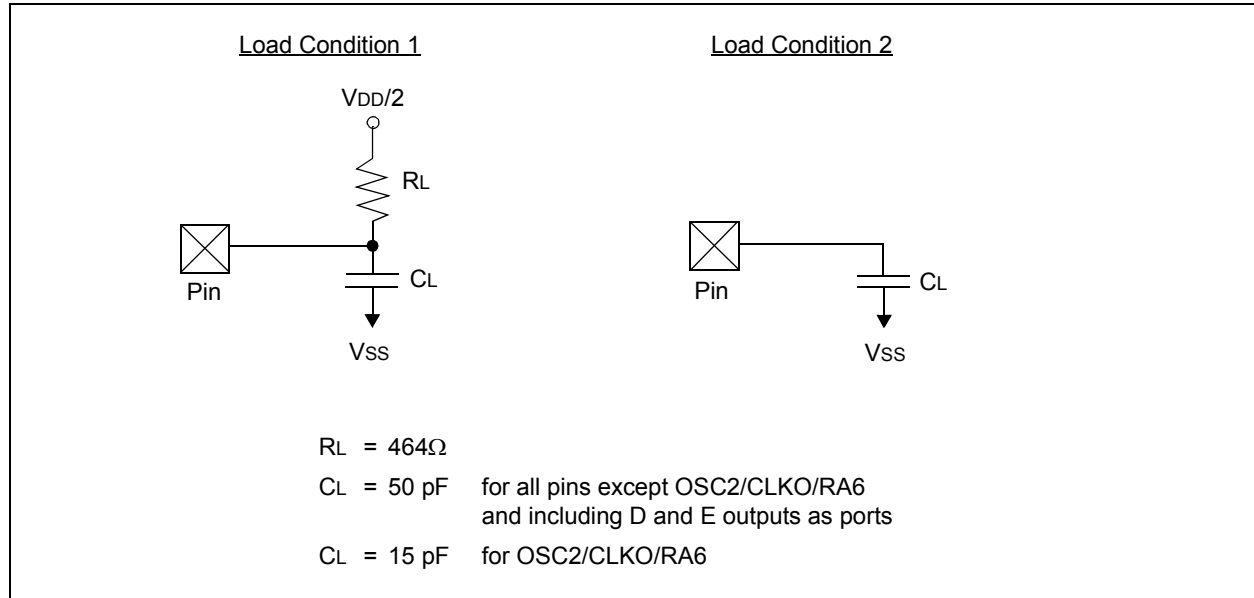 Load Condition 1
Load Condition 2
VDD/2
RL
Pin
CL
VSS
Pin
CL
VSS
RL = 464Ω
CL = 50 pF for all pins except OSC2/CLKO/RA6
and including D and E outputs as ports
CL = 15 pF for OSC2/CLKO/RA6